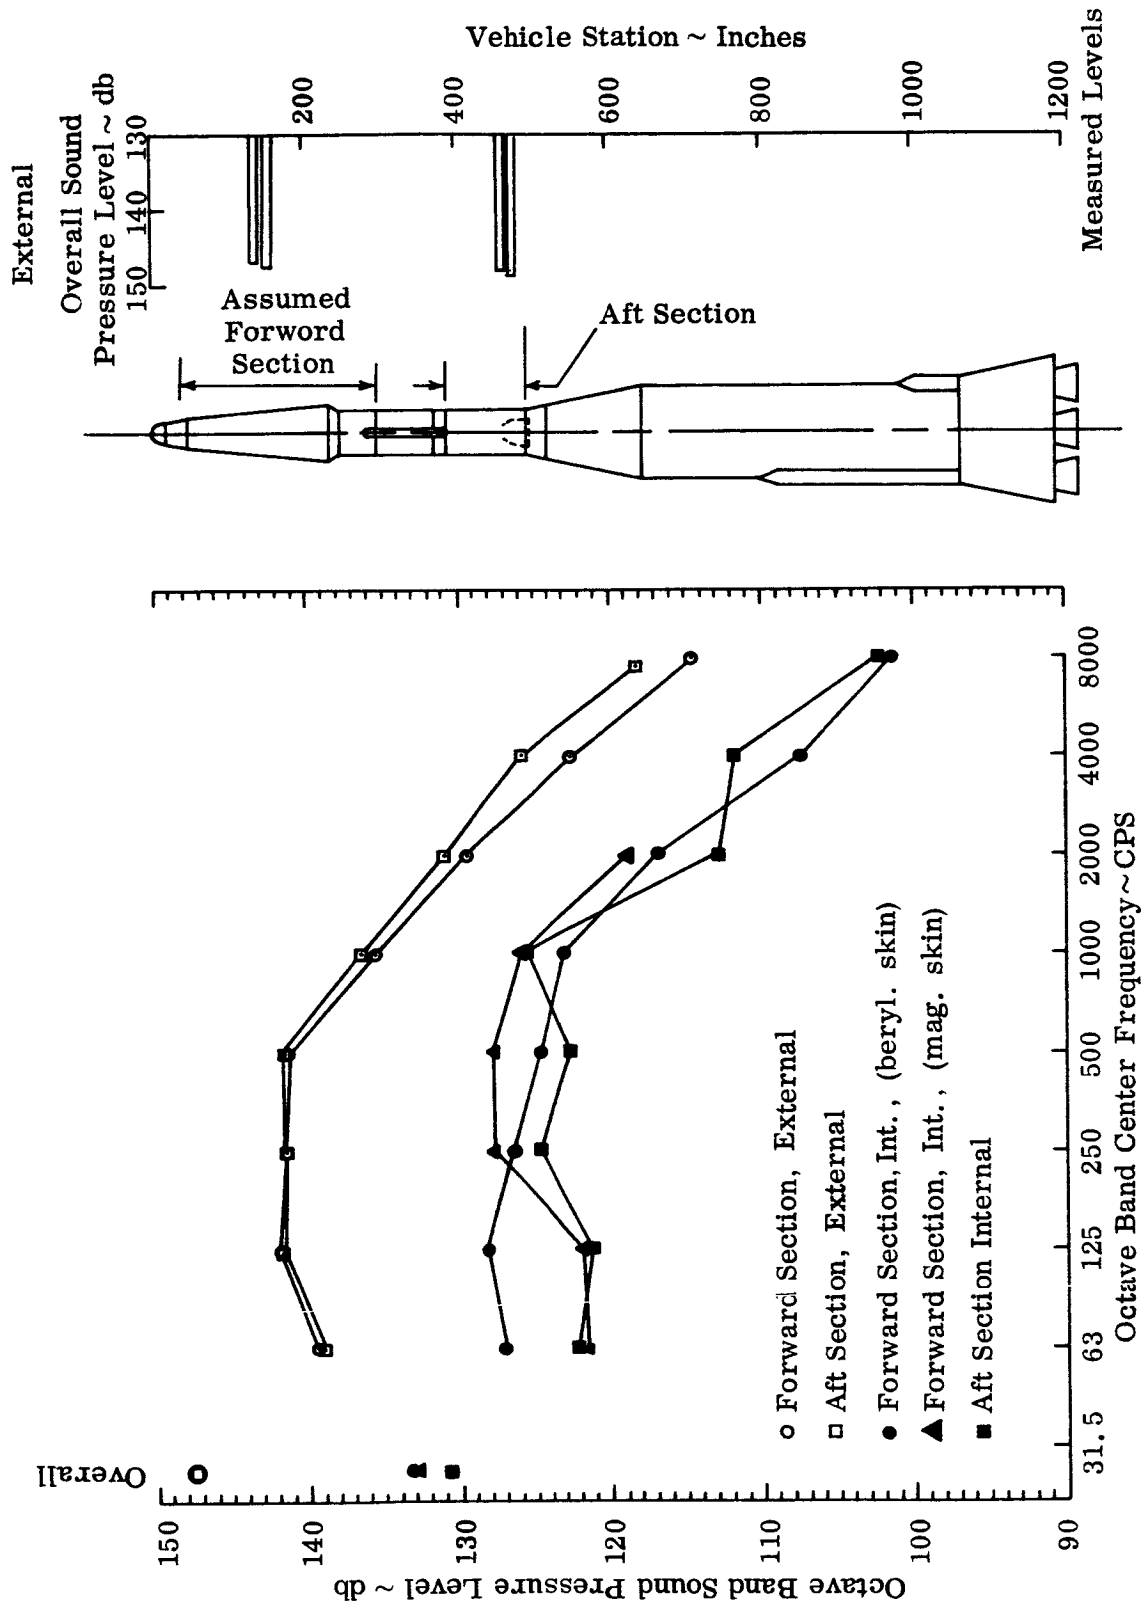 External
Overall Sound
Pressure Level ~ db
150
140
130
Assumed
Forword
Section
Aft Section
Vehicle Station ~ Inches
200
400
600
800
1000
1200
Measured Levels
Overall
Octave Band Sound Pressure Level ~ db
150
140
130
120
110
100
90
31.5
63
125
250
500
1000
2000
4000
8000
Octave Band Center Frequency~CPS
Forward Section, External
Aft Section, External
Forward Section, Int., (beryl. skin)
Forward Section, Int., (mag. skin)
Aft Section Internal